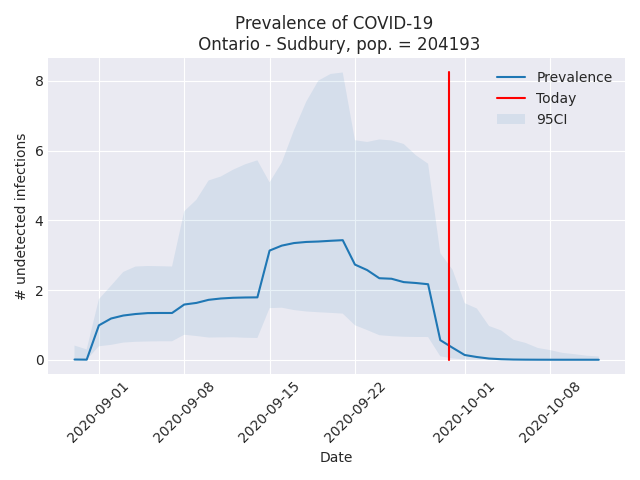 Prevalence of COVID-19
Ontario - Sudbury, pop. = 204193
# undetected infections
8
6
4
2
0
Prevalence
Today
95CI
2020-09-01
2020-09-08
2020-09-15
2020-09-22
2020-10-01
2020-10-08
Date